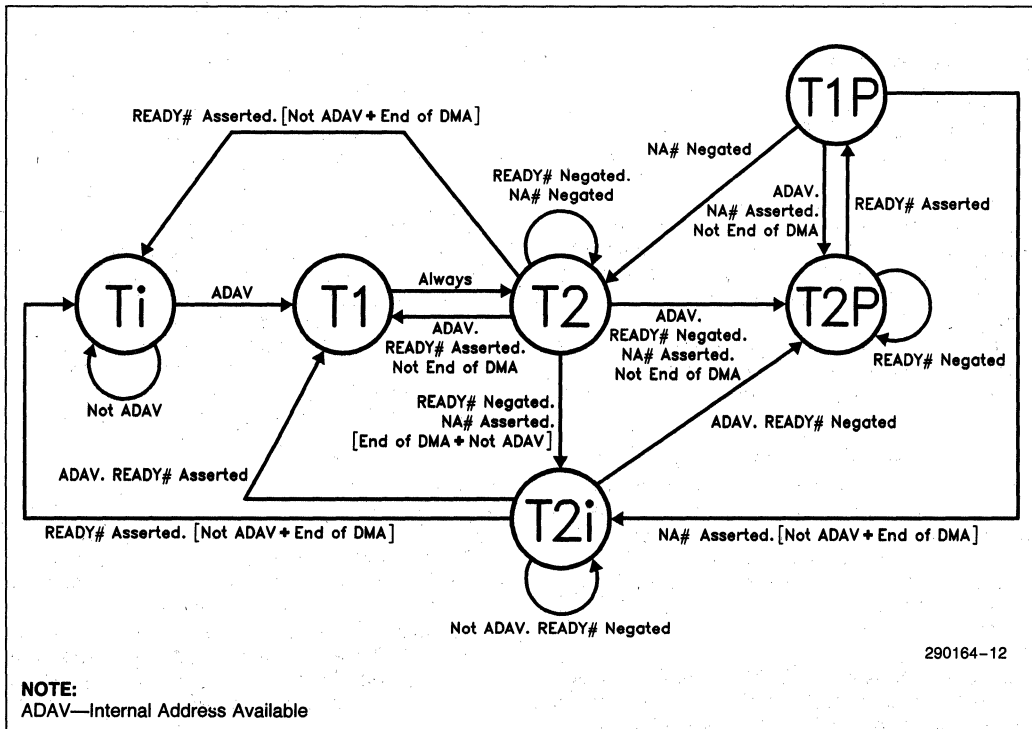 T1P
READY# Asserted. [Not ADAV + End of DMA]
NA# Negated
READY# Negated.
NA# Negated
ADAV.
NA# Asserted.
Not End of DMA
READY# Asserted
Ti
ADAV
T1
Always
T2
T2P
ADAV.
READY# Asserted.
Not End of DMA
ADAV.
READY# Negated.
NA# Asserted.
Not End of DMA
READY# Negated
Not ADAV
READY# Negated.
NA# Asserted.
[End of DMA + Not ADAV]
ADAV. READY# Negated
ADAV. READY# Asserted
T2i
READY# Asserted. [Not ADAV + End of DMA]
NA# Asserted. [Not ADAV + End of DMA]
Not ADAV. READY# Negated
290164-12
NOTE:
ADAV—Internal Address Available